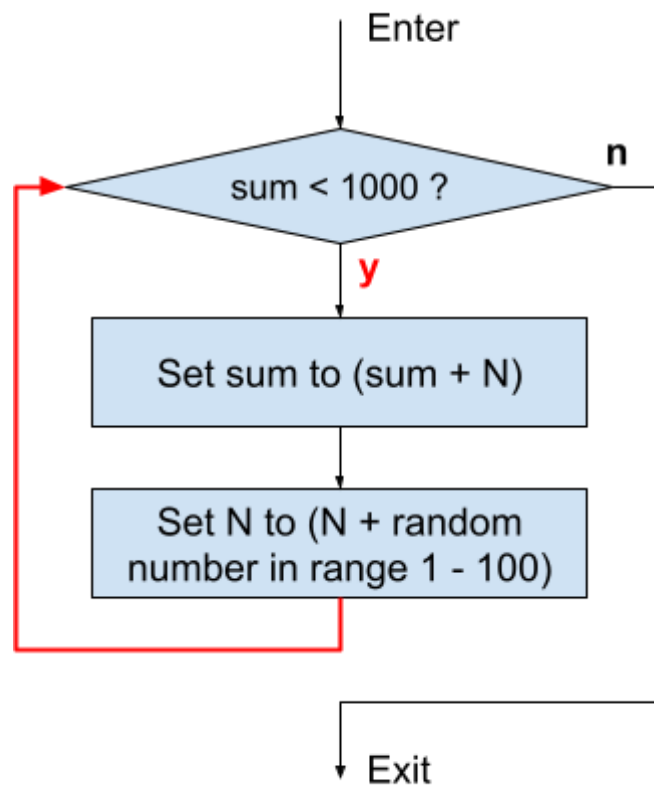 Enter
n
sum < 1000 ?
y
Set sum to (sum + N)
Set N to (N + random
number in range 1 - 100)
Exit